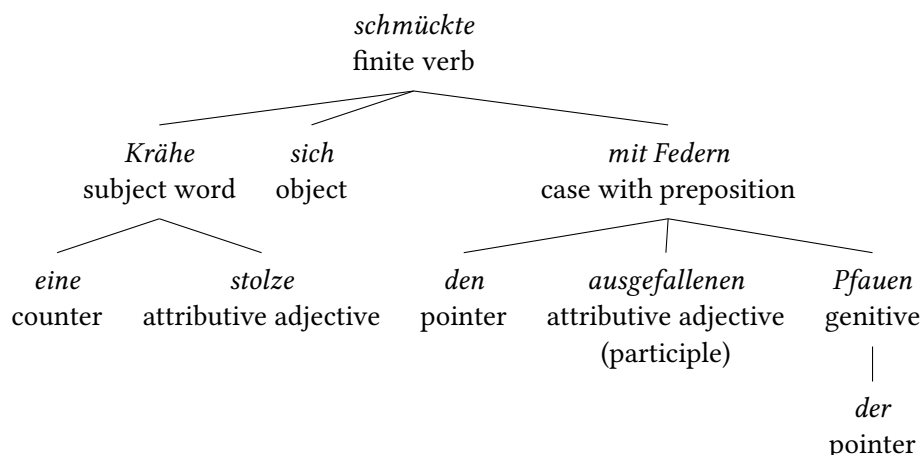 schmückte
finite verb
Krähe sich mit Federn
subject word object case with preposition
eine stolze den ausgefallenen Pfauen
counter attributive adjective pointer attributive adjective genitive
(participle)
der
pointer